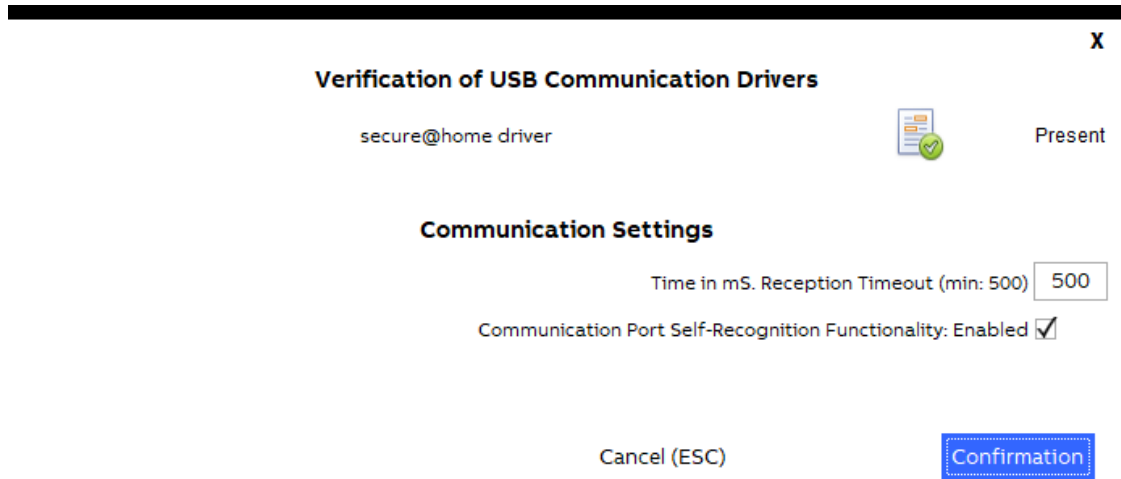 X
Verification of USB Communication Drivers
secure@home driver Present
Communication Settings
Time in mS. Reception Timeout (min: 500) 500
Communication Port Self-Recognition Functionality: Enabled
Cancel (ESC) Confirmation